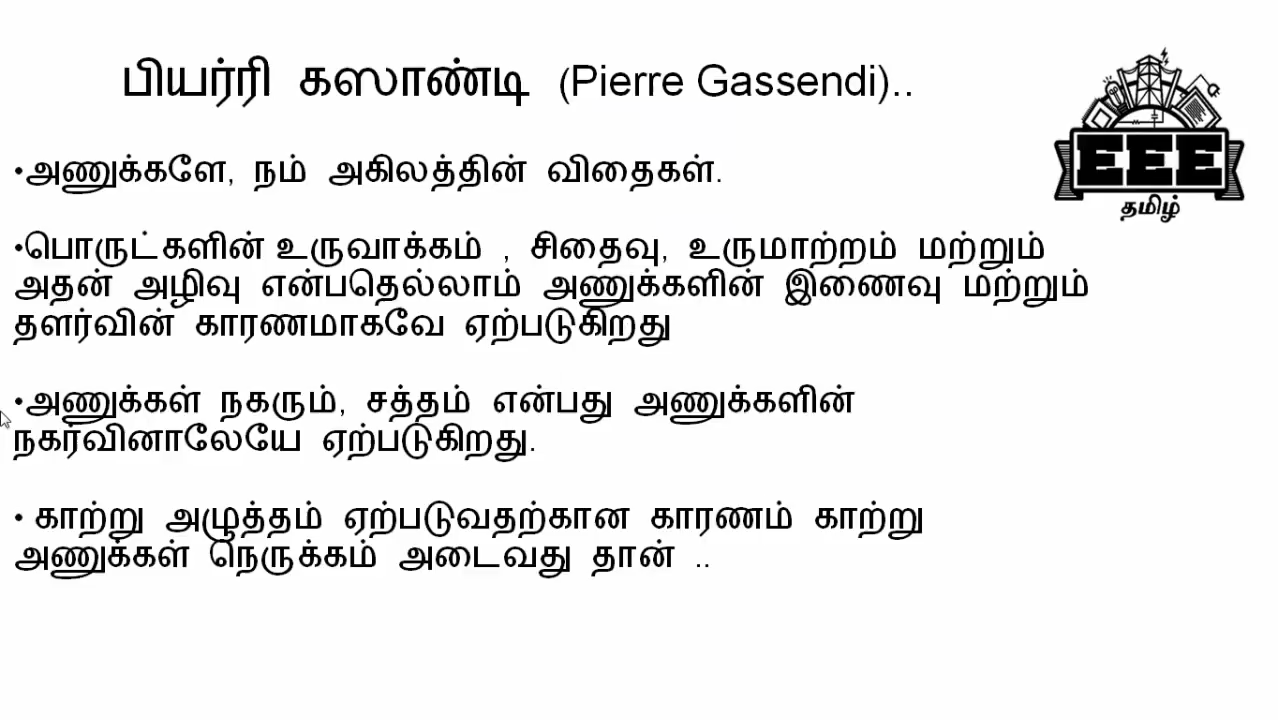 பியர்ரி கஸாண்டி (Pierre Gassendi)..
EEE
தமிழ்
•அணுக்களே, நம் அகிலத்தின் விதைகள்.
•பொருட்களின் உருவாக்கம் , சிதைவு, உருமாற்றம் மற்றும்
அதன் அழிவு என்பதெல்லாம் அணுக்களின் இணைவு மற்றும்
தளர்வின் காரணமாகவே ஏற்படுகிறது
•அணுக்கள் நகரும், சத்தம் என்பது அணுக்களின்
நகர்வினாலேயே ஏற்படுகிறது.
• காற்று அழுத்தம் ஏற்படுவதற்கான காரணம் காற்று
அணுக்கள் நெருக்கம் அடைவது தான் ..